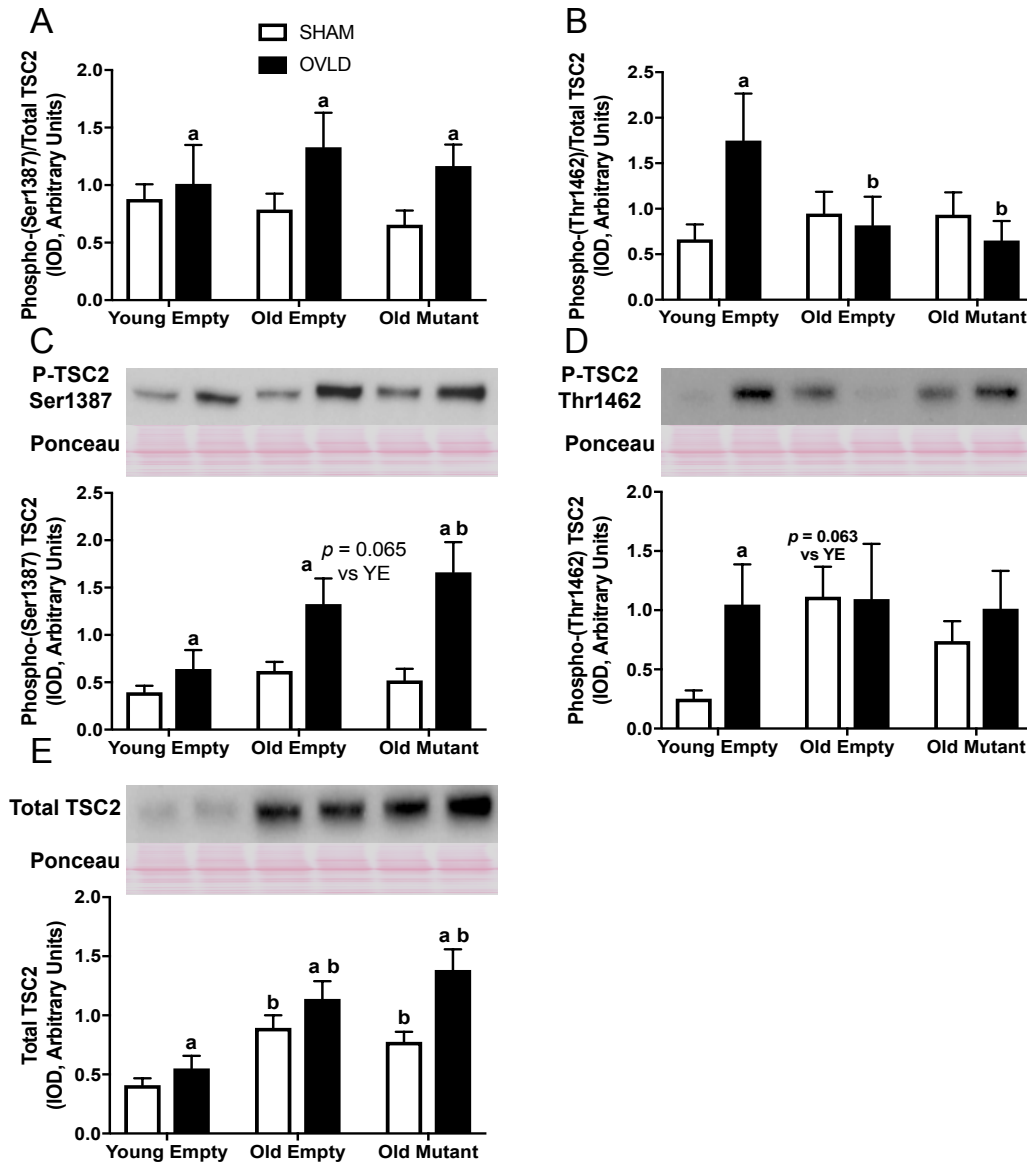 A
SHAM
OVLD
Phospho-(Ser1387)/Total TSC2
(IOD, Arbitrary Units)
2.0
1.5
1.0
0.5
0.0
a
a
a
Young Empty
Old Empty
Old Mutant
B
Phospho-(Thr1462)/Total TSC2
(IOD, Arbitrary Units)
2.5
2.0
1.5
1.0
0.5
0.0
a
b
b
Young Empty
Old Empty
Old Mutant
C
P-TSC2
Ser1387
Ponceau
Phospho-(Ser1387) TSC2
(IOD, Arbitrary Units)
2.5
2.0
1.5
1.0
0.5
0.0
a
a
p = 0.065
vs YE
a b
Young Empty
Old Empty
Old Mutant
D
P-TSC2
Thr1462
Ponceau
Phospho-(Thr1462) TSC2
(IOD, Arbitrary Units)
2.0
1.5
1.0
0.5
0.0
a
p = 0.063
vs YE
Young Empty
Old Empty
Old Mutant
E
Total TSC2
Ponceau
Total TSC2
(IOD, Arbitrary Units)
2.0
1.5
1.0
0.5
0.0
a
b
a b
b
a b
Young Empty
Old Empty
Old Mutant